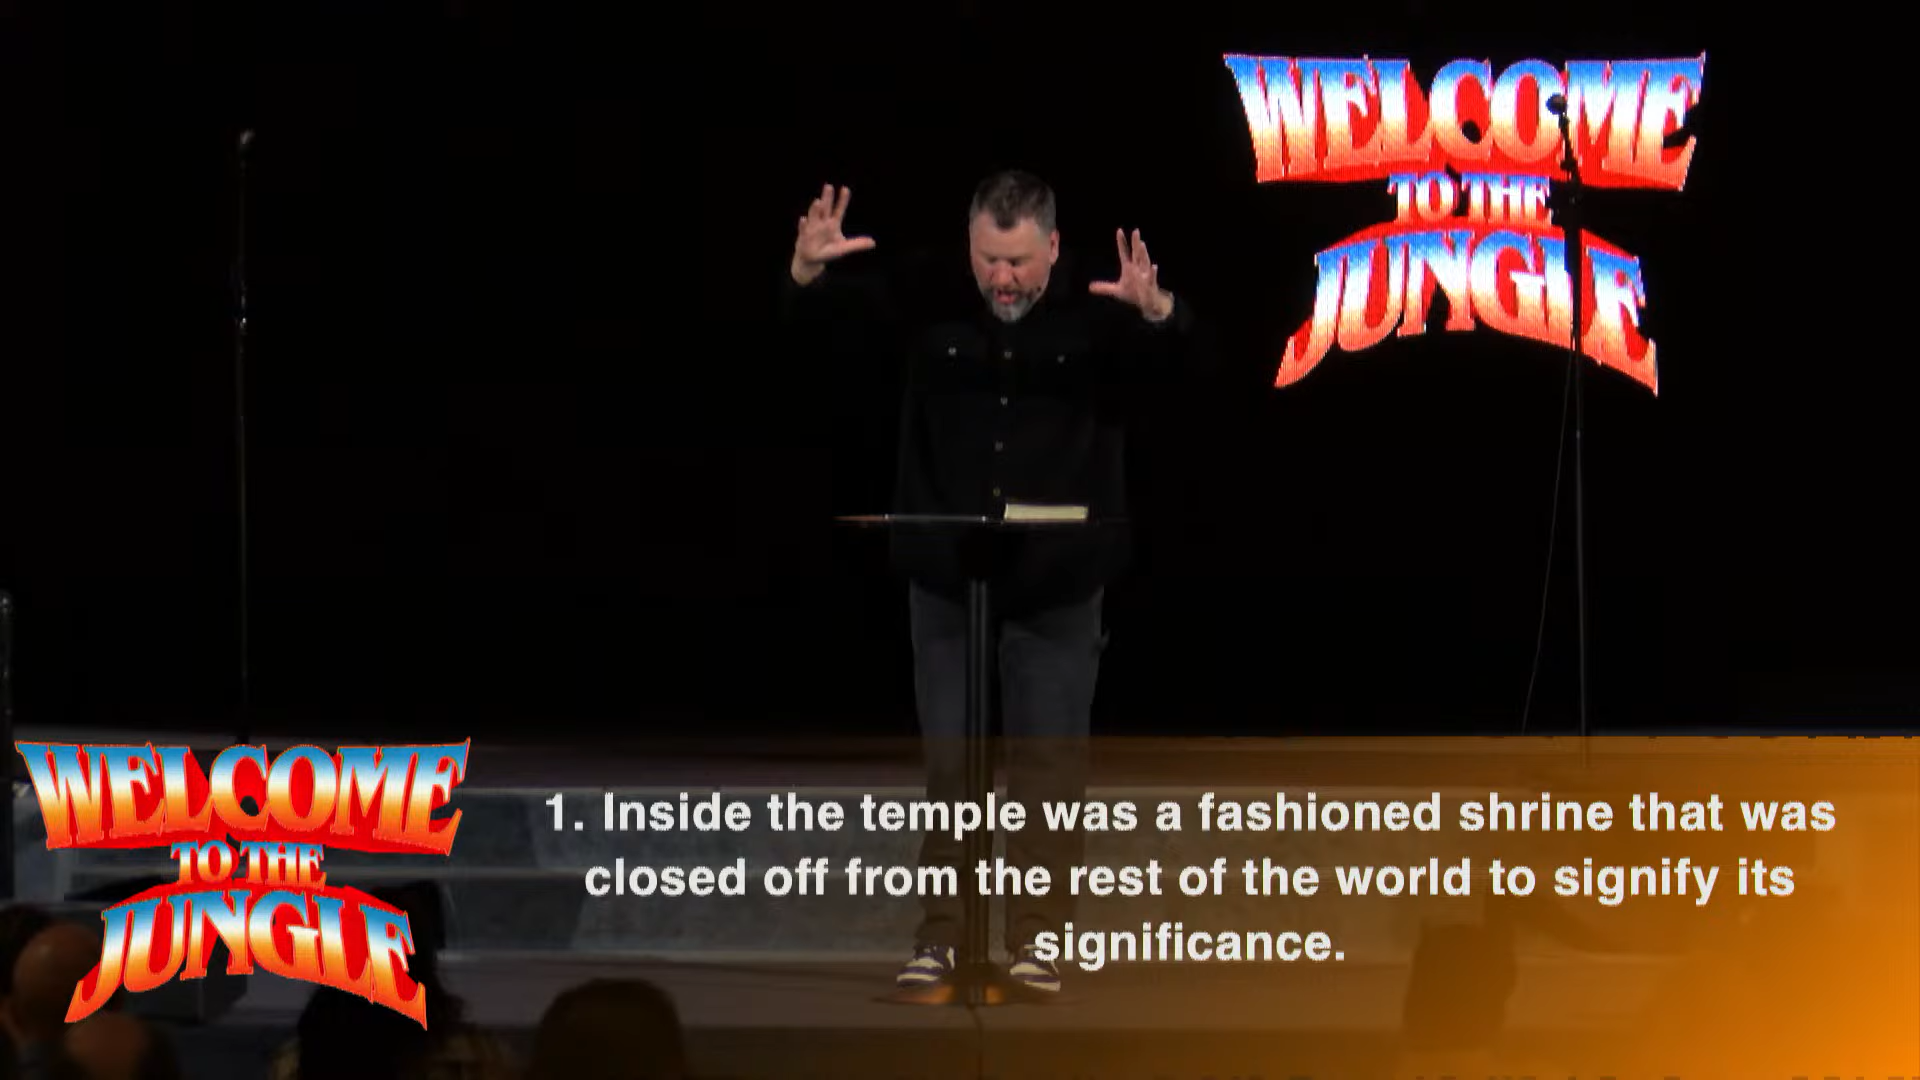 WELCOME
TO THE
JUNGLE
WELCOME
TO THE
JUNGLE
1. Inside the temple was a fashioned shrine that was
closed off from the rest of the world to signify its
significance.